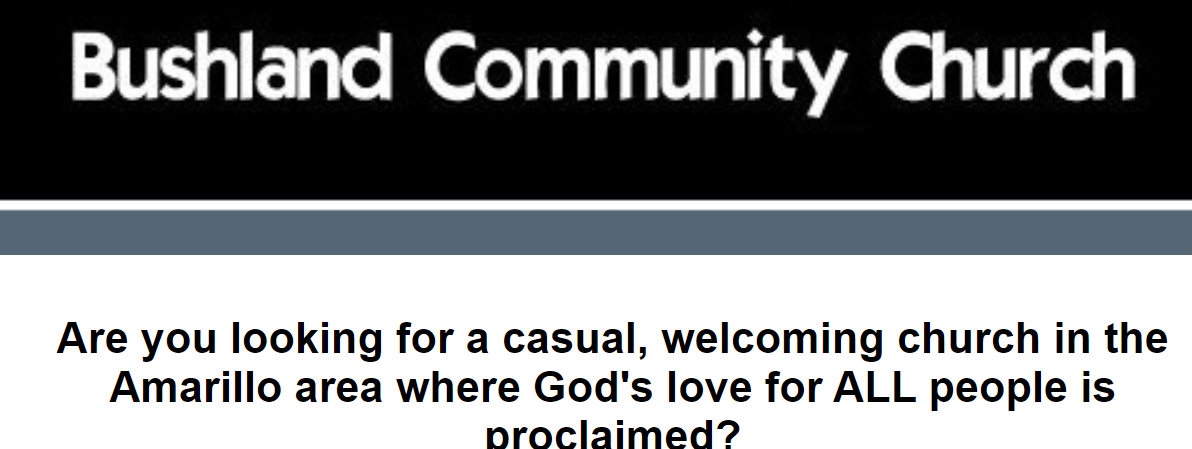 Bushland Community Church
Are you looking for a casual, welcoming church in the
Amarillo area where God's love for ALL people is
proclaimed?